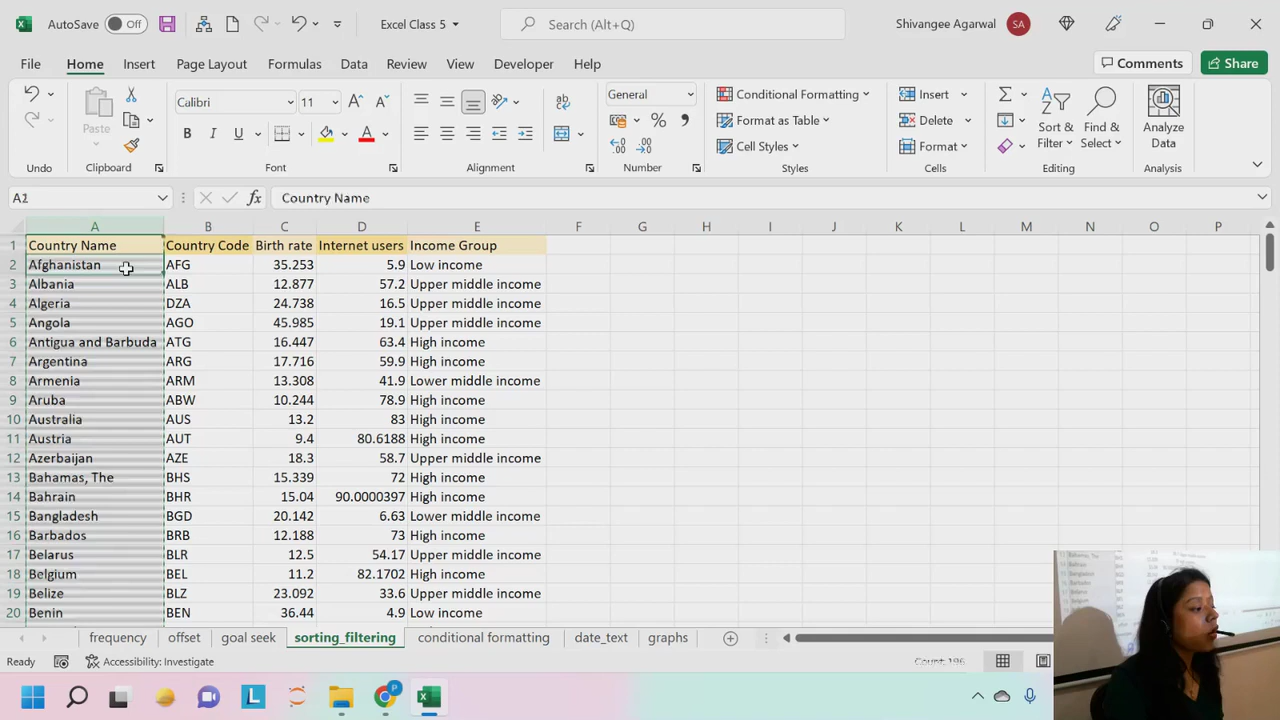 AutoSave Off Excel Class 5 Search (Alt+Q) Shivangee Agarwal SA
File Home Insert Page Layout Formulas Data Review View Developer Help Comments Share
Calibri 11 General Conditional Formatting Insert
Paste Format as Table Delete Sort & Filter Find & Select Analyze Data
Cell Styles Format
Undo Clipboard Font Alignment Number Styles Cells Editing Analysis
A1 fx Country Name
A B C D E F G H I J K L M N O P
1 Country Name Country Code Birth rate Internet users Income Group
2 Afghanistan AFG 35.253 5.9 Low income
3 Albania ALB 12.877 57.2 Upper middle income
4 Algeria DZA 24.738 16.5 Upper middle income
5 Angola AGO 45.985 19.1 Upper middle income
6 Antigua and Barbuda ATG 16.447 63.4 High income
7 Argentina ARG 17.716 59.9 High income
8 Armenia ARM 13.308 41.9 Lower middle income
9 Aruba ABW 10.244 78.9 High income
10 Australia AUS 13.2 83 High income
11 Austria AUT 9.4 80.6188 High income
12 Azerbaijan AZE 18.3 58.7 Upper middle income
13 Bahamas, The BHS 15.339 72 High income
14 Bahrain BHR 15.04 90.0000397 High income
15 Bangladesh BGD 20.142 6.63 Lower middle income
16 Barbados BRB 12.188 73 High income
17 Belarus BLR 12.5 54.17 Upper middle income
18 Belgium BEL 11.2 82.1702 High income
19 Belize BLZ 23.092 33.6 Upper middle income
20 Benin BEN 36.44 4.9 Low income
frequency offset goal seek sorting_filtering conditional formatting date_text graphs
Ready Accessibility: Investigate Count: 196